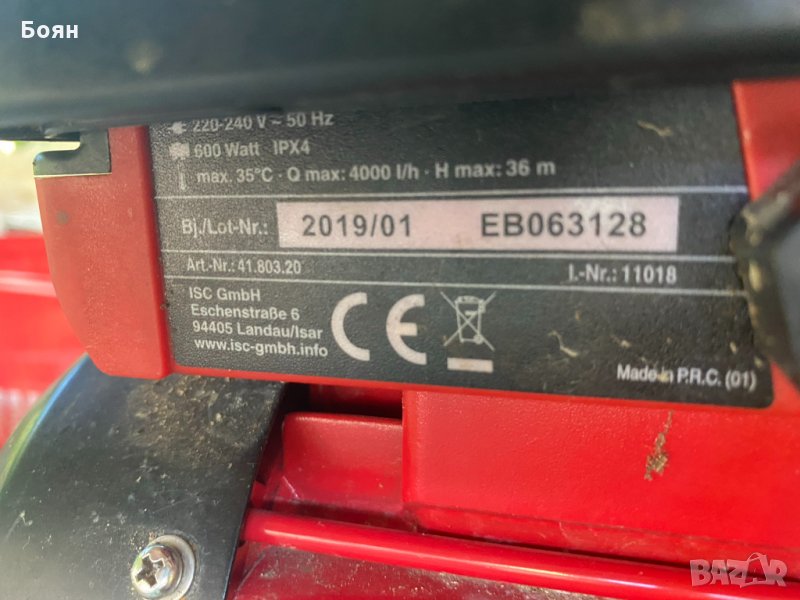 Боян
220-240 V ~ 50 Hz
600 Watt IPX4
max. 35°C · Q max: 4000 l/h · H max: 36 m
Bj./Lot-Nr.: 2019/01 EB063128
Art.-Nr.: 41.803.20 I.-Nr.: 11018
ISC GmbH
Eschenstraße 6
94405 Landau/Isar
www.isc-gmbh.info
CE
Made in P.R.C. (01)
BAZAR